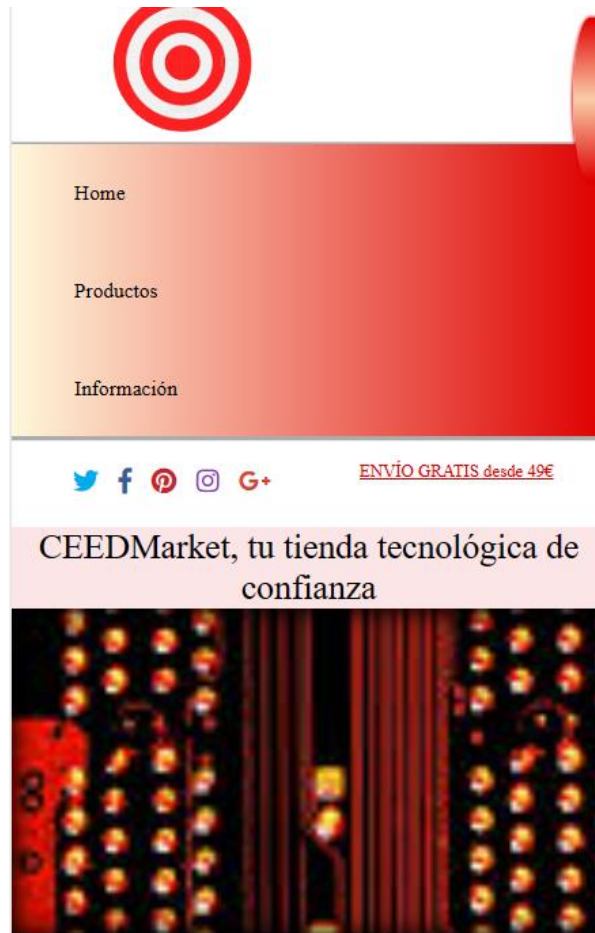 Home
Productos
Información
ENVÍO GRATIS desde 49€
CEEDMarket, tu tienda tecnológica de
confianza